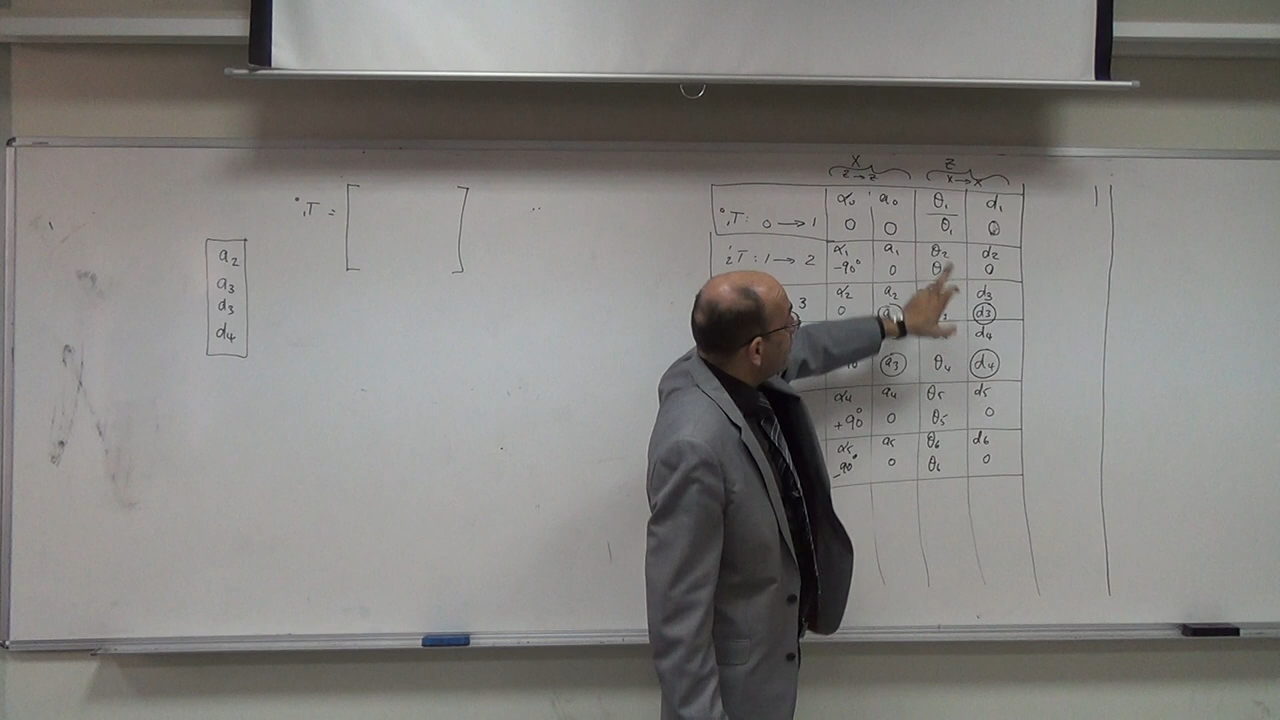 ⁰₁T =
a₂
a₃
d₃
d₄
X Z
Z→Z X→X
α₀ a₀ θ₁ d₁
⁰₁T: 0 → 1 0 0 θ₁ 0
α₁ a₁ θ₂ d₂
¹₂T: 1 → 2 -90° 0 θ 0
α₂ a₂ d₃
3 0 a d₃
d₄
a₃ θ₄ d₄
α₄ a₄ θ₅ d₅
+90° 0 θ₅ 0
α₅ a₅ θ₆ d₆
-90° 0 θ₆ 0